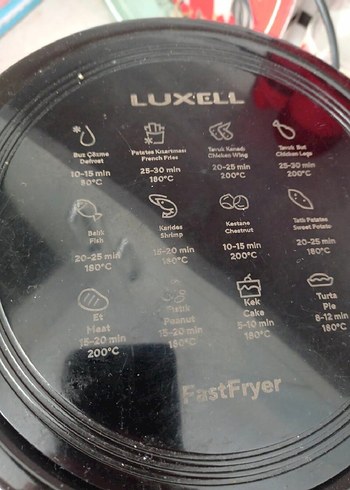 LUXELL
Buz Çözme
Defrost
10-15 min
80°C
Patates Kızartması
French Fries
25-30 min
180°C
Tavuk Kanadı
Chicken Wing
20-25 min
200°C
Tavuk But
Chicken Legs
25-30 min
200°C
Balık
Fish
20-25 min
180°C
Karides
Shrimp
15-20 min
180°C
Kestane
Chestnut
10-15 min
200°C
Tatlı Patates
Sweet Potato
20-25 min
180°C
Et
Meat
15-20 min
200°C
Fıstık
Peanut
15-20 min
180°C
Kek
Cake
5-10 min
180°C
Turta
Pie
8-12 min
180°C
FastFryer